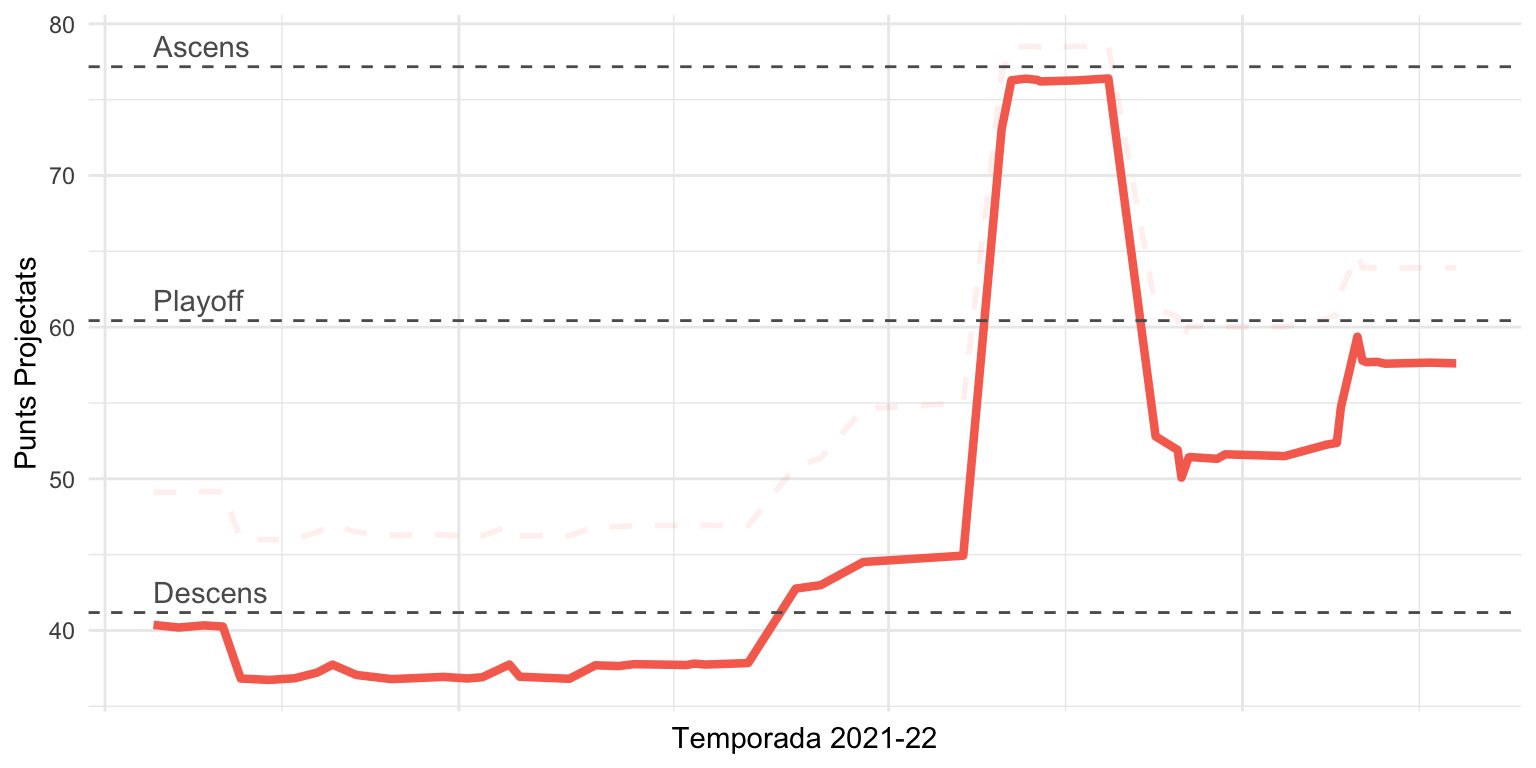 80
Ascens
70
Playoff
60
50
Descens
40
Punts Projectats
Temporada 2021-22